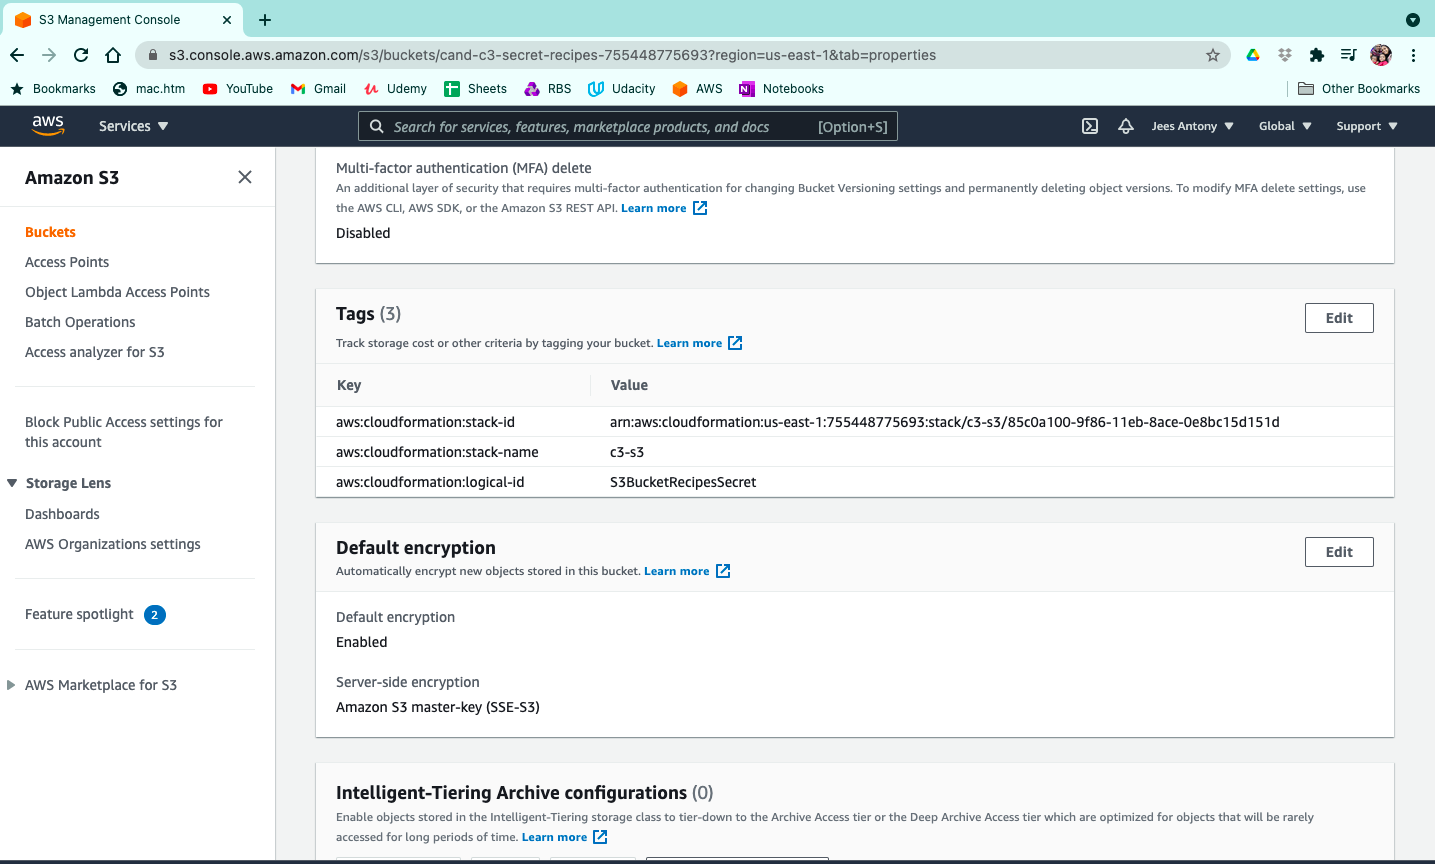 S3 Management Console
s3.console.aws.amazon.com/s3/buckets/cand-c3-secret-recipes-755448775693?region=us-east-1&tab=properties
Bookmarks mac.htm YouTube Gmail Udemy Sheets RBS Udacity AWS Notebooks Other Bookmarks
aws Services Search for services, features, marketplace products, and docs [Option+S] Jees Antony Global Support
Amazon S3
Buckets
Access Points
Object Lambda Access Points
Batch Operations
Access analyzer for S3
Block Public Access settings for
this account
Storage Lens
Dashboards
AWS Organizations settings
Feature spotlight 2
AWS Marketplace for S3
Multi-factor authentication (MFA) delete
An additional layer of security that requires multi-factor authentication for changing Bucket Versioning settings and permanently deleting object versions. To modify MFA delete settings, use
the AWS CLI, AWS SDK, or the Amazon S3 REST API. Learn more
Disabled
Tags (3)
Edit
Track storage cost or other criteria by tagging your bucket. Learn more
Key Value
aws:cloudformation:stack-id arn:aws:cloudformation:us-east-1:755448775693:stack/c3-s3/85c0a100-9f86-11eb-8ace-0e8bc15d151d
aws:cloudformation:stack-name c3-s3
aws:cloudformation:logical-id S3BucketRecipesSecret
Default encryption
Edit
Automatically encrypt new objects stored in this bucket. Learn more
Default encryption
Enabled
Server-side encryption
Amazon S3 master-key (SSE-S3)
Intelligent-Tiering Archive configurations (0)
Enable objects stored in the Intelligent-Tiering storage class to tier-down to the Archive Access tier or the Deep Archive Access tier which are optimized for objects that will be rarely
accessed for long periods of time. Learn more